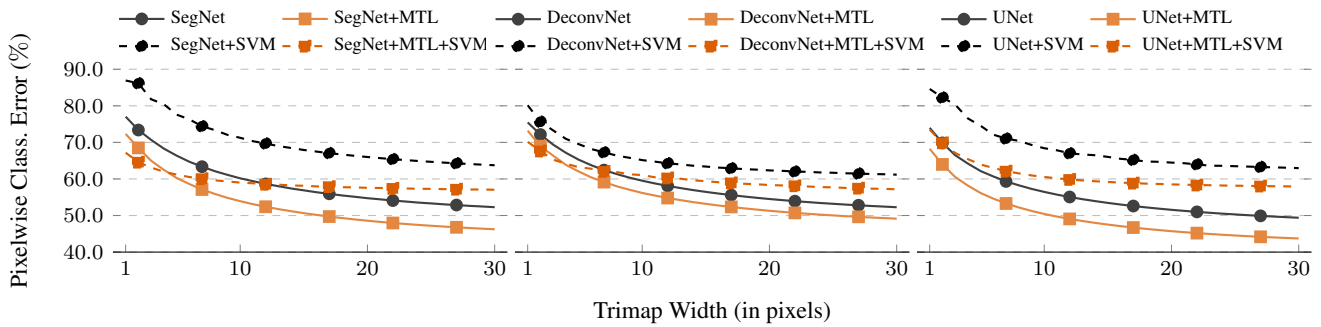 SegNet SegNet+MTL DeconvNet DeconvNet+MTL UNet UNet+MTL
SegNet+SVM SegNet+MTL+SVM DeconvNet+SVM DeconvNet+MTL+SVM UNet+SVM UNet+MTL+SVM
Pixelwise Class. Error (%)
90.0
80.0
70.0
60.0
50.0
40.0
1 10 20 30 1 10 20 30 1 10 20 30
Trimap Width (in pixels)